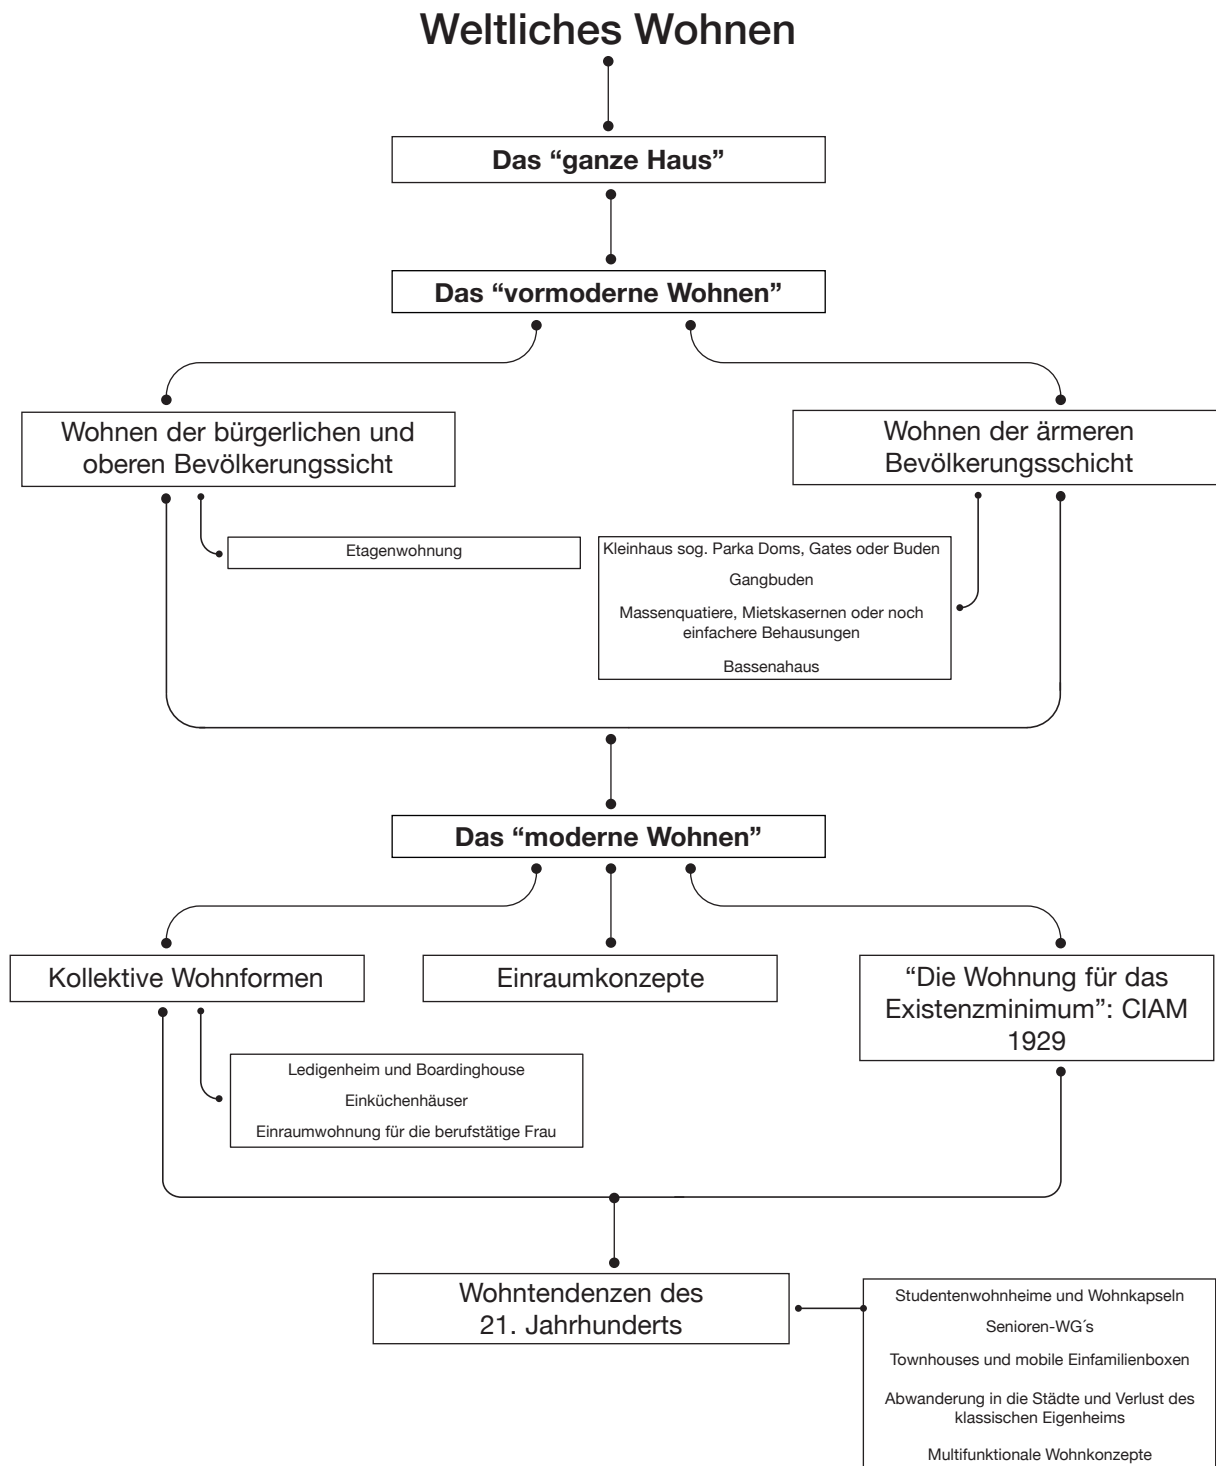 Weltliches Wohnen
Das “ganze Haus”
Das “vormoderne Wohnen”
Wohnen der bürgerlichen und
oberen Bevölkerungssicht
Wohnen der ärmeren
Bevölkerungsschicht
Etagenwohnung
Kleinhaus sog. Parka Doms, Gates oder Buden
Gangbuden
Massenquatiere, Mietskasernen oder noch
einfachere Behausungen
Bassenahaus
Das “moderne Wohnen”
Kollektive Wohnformen
Einraumkonzepte
“Die Wohnung für das
Existenzminimum”: CIAM
1929
Ledigenheim und Boardinghouse
Einküchenhäuser
Einraumwohnung für die berufstätige Frau
Wohntendenzen des
21. Jahrhunderts
Studentenwohnheime und Wohnkapseln
Senioren-WG´s
Townhouses und mobile Einfamilienboxen
Abwanderung in die Städte und Verlust des
klassischen Eigenheims
Multifunktionale Wohnkonzepte